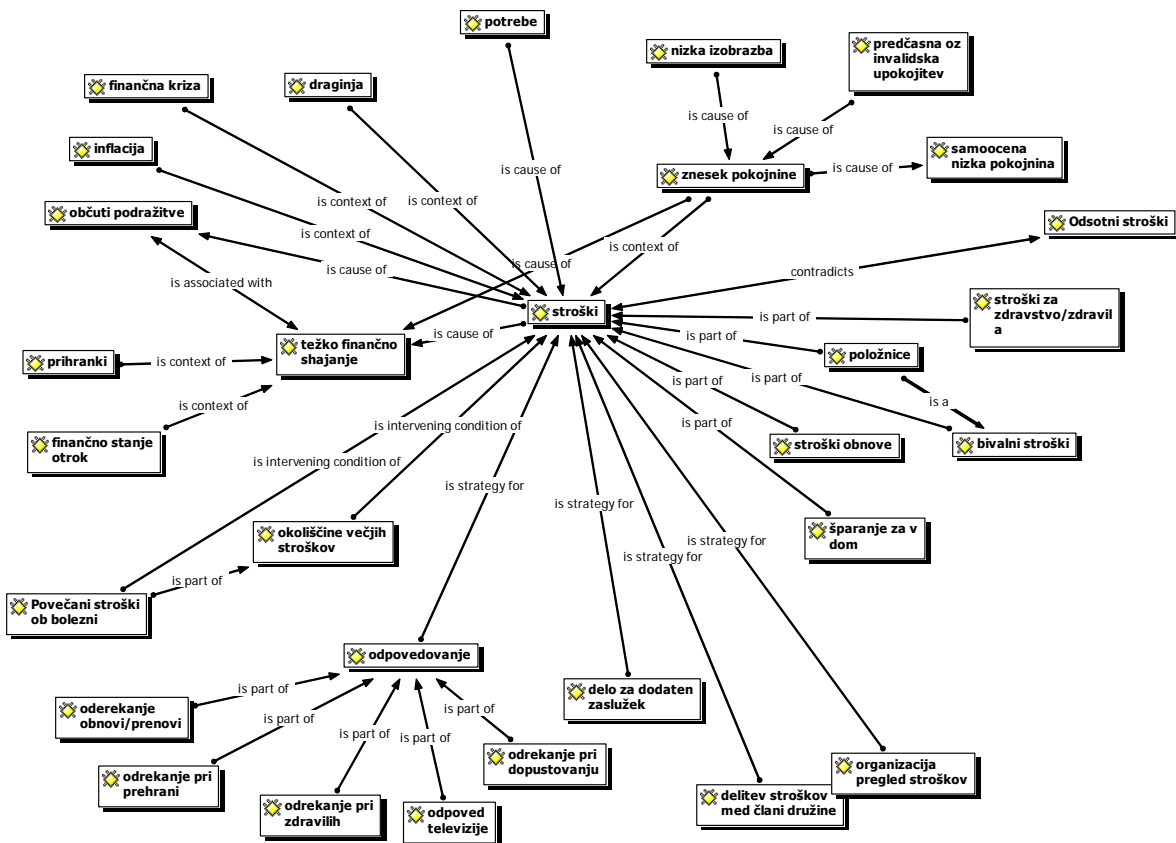 potrebe
nizka izobrazba
predčasna oz
invalidska
upokojitev
finančna kriza
draginja
is cause of
is cause of
inflacija
is cause of
samoocena
nizka pokojnina
is cause of
znesek pokojnine
is context of
is context of
občuti podražitve
is context of
is context of
Odsotni stroški
is cause of
is cause of
contradicts
is associated with
stroški
stroški za
zdravstvo/zdravil
a
is part of
is cause of
is part of
težko finančno
shajanje
prihranki
is context of
položnice
is part of
is part of
is a
is context of
finančno stanje
otrok
is part of
stroški obnove
bivalni stroški
is intervening condition of
is intervening condition of
is strategy for
is strategy for
okoliščine večjih
stroškov
šparanje za v
dom
is strategy for
is strategy for
is part of
Povečani stroški
ob bolezni
odpovedovanje
is part of
oderekanje
obnovi/prenovi
delo za dodaten
zaslužek
is part of
is part of
is part of
is part of
odrekanje pri
dopustovanju
organizacija
pregled stroškov
odrekanje pri
prehrani
odrekanje pri
zdravilih
odpoved
televizije
delitev stroškov
med člani družine